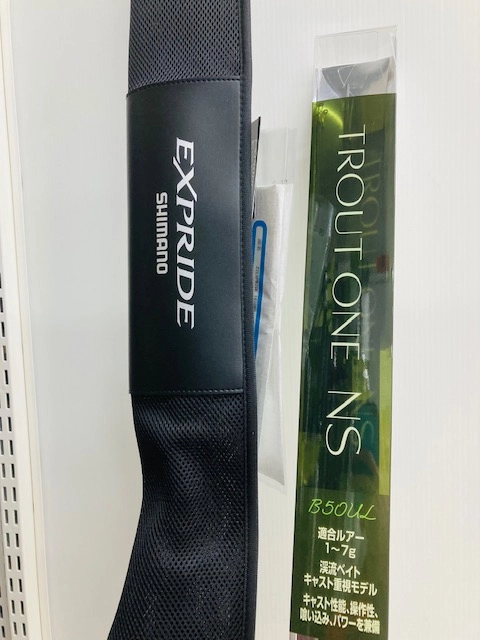 EXPRIDE
SHIMANO
TROUT ONE NS
B50UL
適合ルアー
1〜7g
渓流ベイト
キャスト重視モデル
キャスト性能、操作性、
喰い込み、パワーを兼備